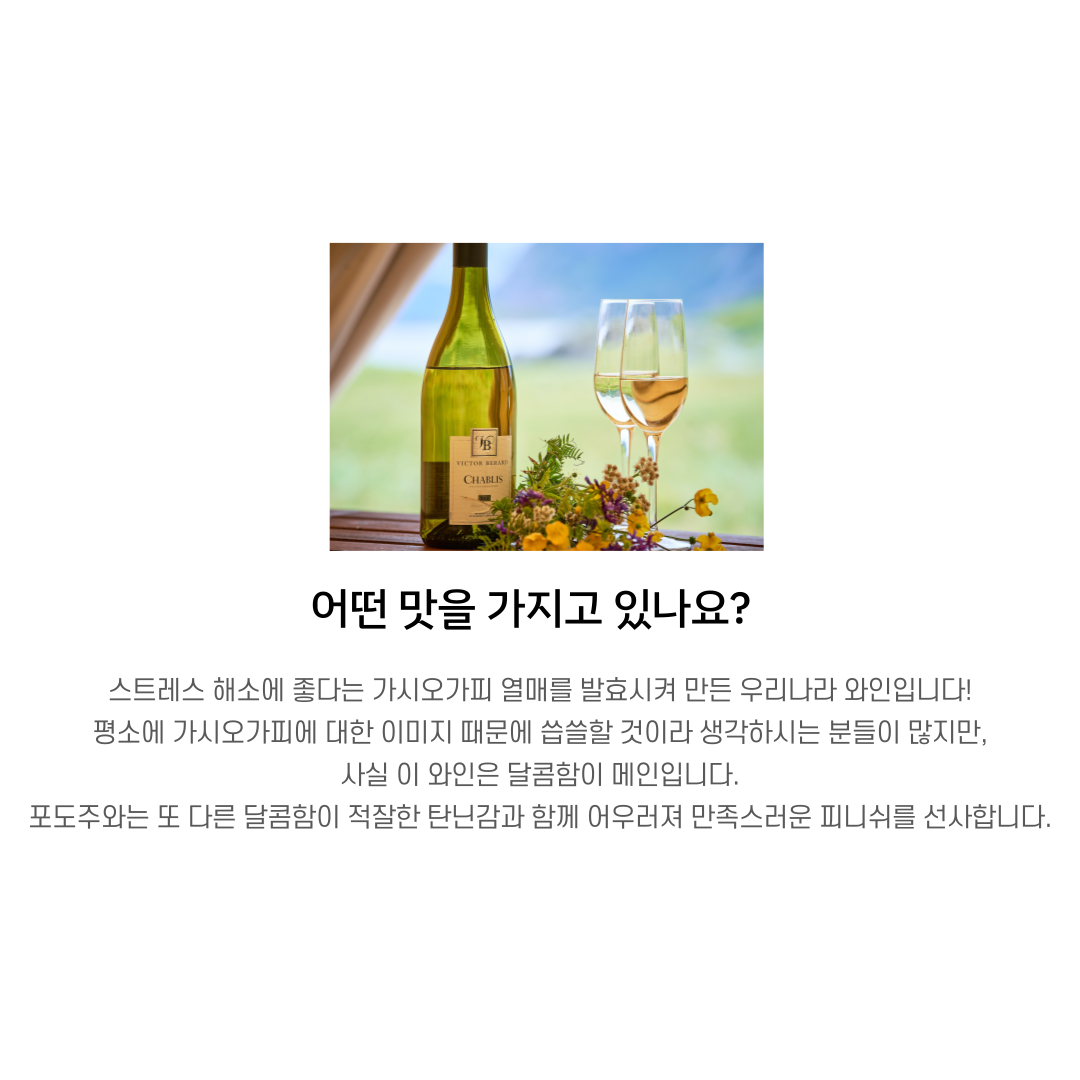 VB
VICTOR BERARD
CHABLIS
어떤 맛을 가지고 있나요?
스트레스 해소에 좋다는 가시오가피 열매를 발효시켜 만든 우리나라 와인입니다!
평소에 가시오가피에 대한 이미지 때문에 씁쓸할 것이라 생각하시는 분들이 많지만,
사실 이 와인은 달콤함이 메인입니다.
포도주와는 또 다른 달콤함이 적잘한 탄닌감과 함께 어우러져 만족스러운 피니쉬를 선사합니다.